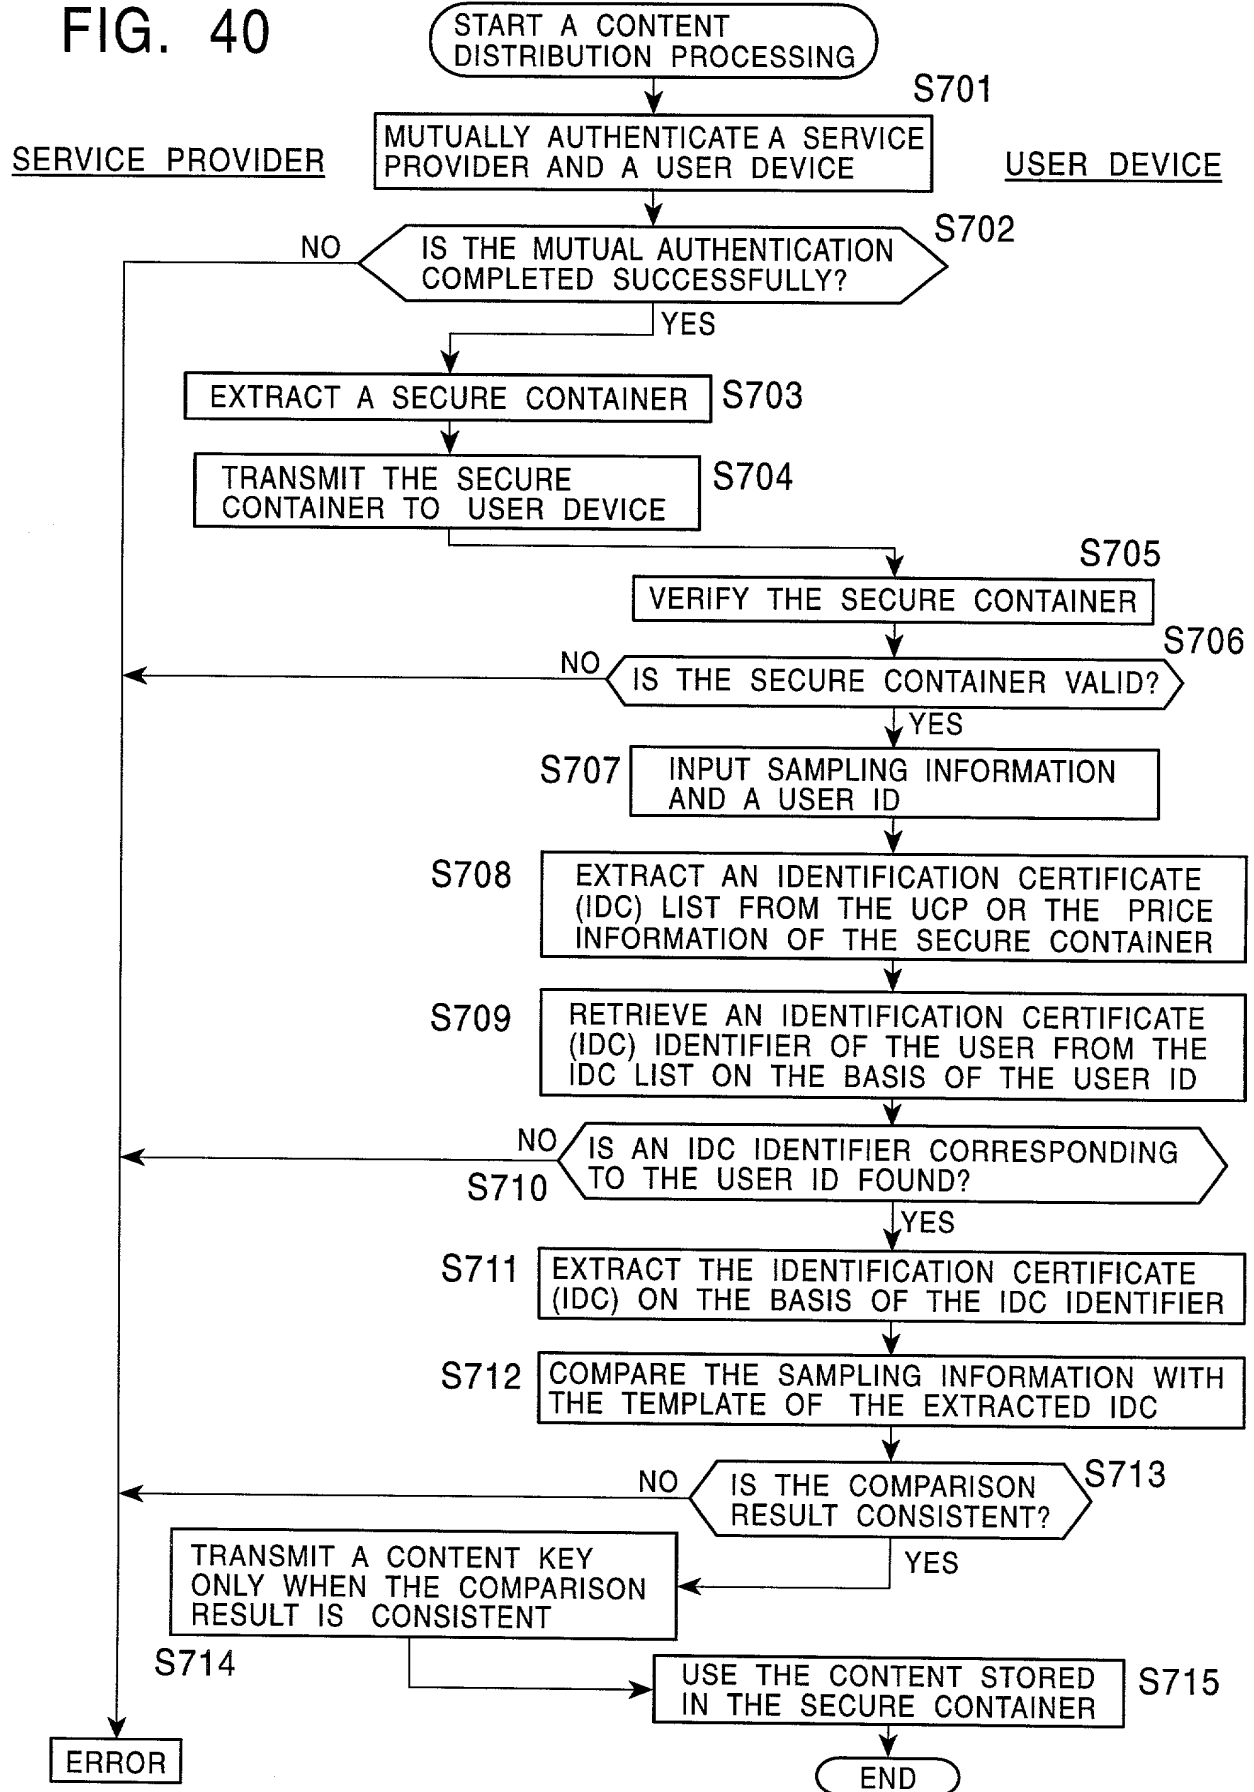 FIG. 40
START A CONTENT
DISTRIBUTION PROCESSING
S701
MUTUALLY AUTHENTICATE A SERVICE
PROVIDER AND A USER DEVICE
SERVICE PROVIDER
USER DEVICE
S702
NO
IS THE MUTUAL AUTHENTICATION
COMPLETED SUCCESSFULLY?
YES
EXTRACT A SECURE CONTAINER
S703
TRANSMIT THE SECURE
CONTAINER TO USER DEVICE
S704
S705
VERIFY THE SECURE CONTAINER
S706
NO
IS THE SECURE CONTAINER VALID?
YES
S707
INPUT SAMPLING INFORMATION
AND A USER ID
S708
EXTRACT AN IDENTIFICATION CERTIFICATE
(IDC) LIST FROM THE UCP OR THE PRICE
INFORMATION OF THE SECURE CONTAINER
S709
RETRIEVE AN IDENTIFICATION CERTIFICATE
(IDC) IDENTIFIER OF THE USER FROM THE
IDC LIST ON THE BASIS OF THE USER ID
NO
IS AN IDC IDENTIFIER CORRESPONDING
TO THE USER ID FOUND?
S710
YES
S711
EXTRACT THE IDENTIFICATION CERTIFICATE
(IDC) ON THE BASIS OF THE IDC IDENTIFIER
S712
COMPARE THE SAMPLING INFORMATION WITH
THE TEMPLATE OF THE EXTRACTED IDC
S713
NO
IS THE COMPARISON
RESULT CONSISTENT?
YES
TRANSMIT A CONTENT KEY
ONLY WHEN THE COMPARISON
RESULT IS CONSISTENT
S714
USE THE CONTENT STORED
IN THE SECURE CONTAINER
S715
ERROR
END